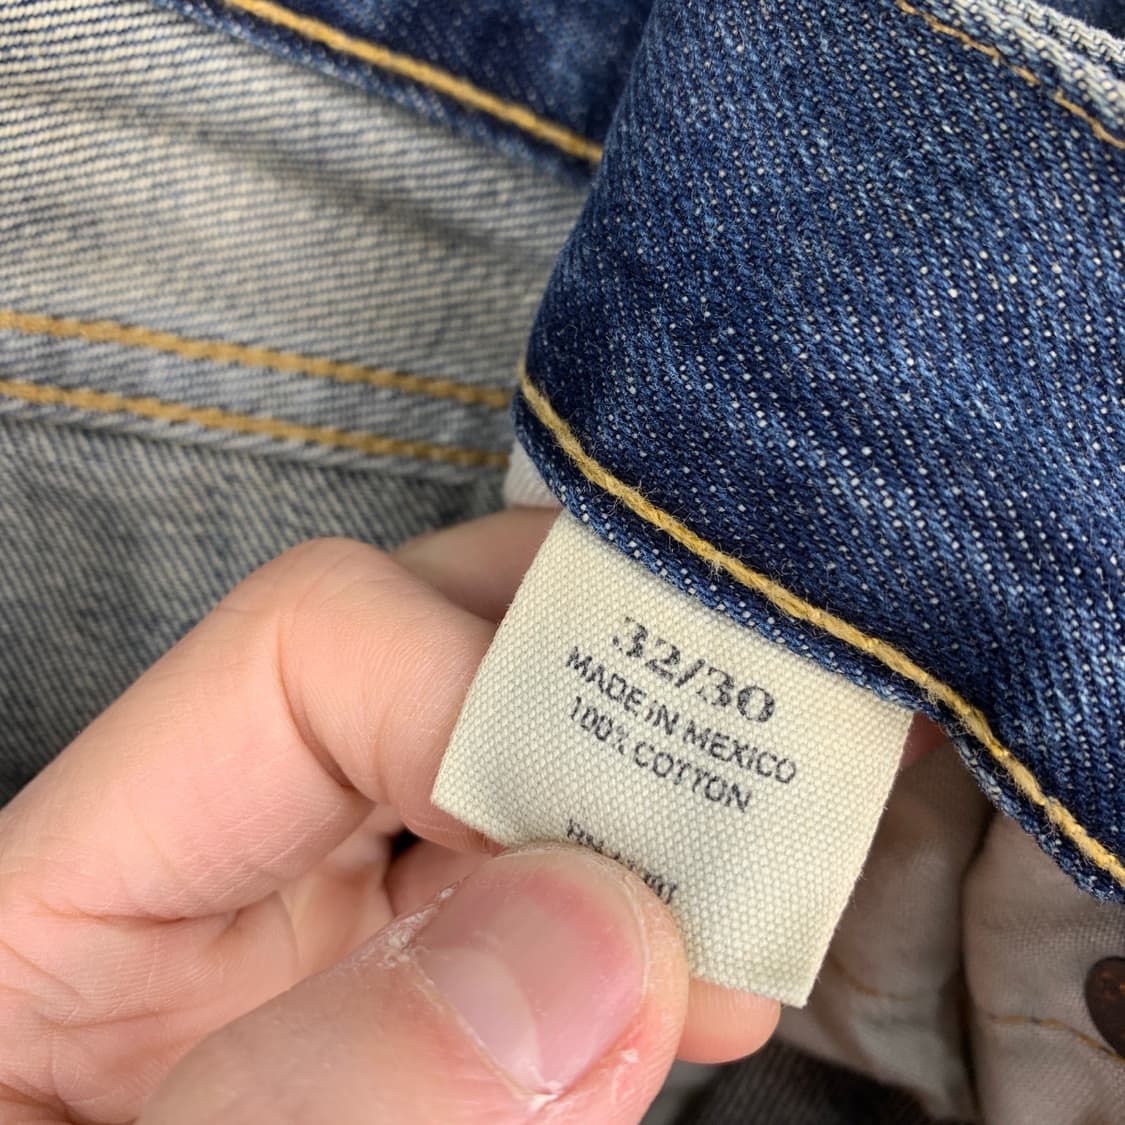 32/30
MADE IN MEXICO
100% COTTON